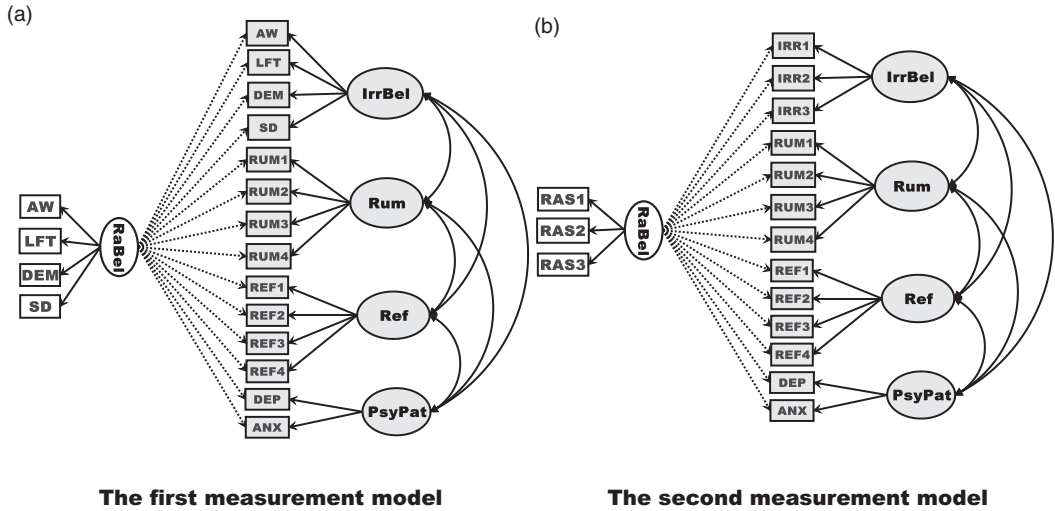 (a)
AW
LFT
DEM
SD
RUM1
RUM2
RUM3
RUM4
REF1
REF2
REF3
REF4
DEP
ANX
IrrBel
Rum
Ref
PsyPat
AW
LFT
DEM
SD
RaBel
The first measurement model
(b)
IRR1
IRR2
IRR3
RUM1
RUM2
RUM3
RUM4
REF1
REF2
REF3
REF4
DEP
ANX
IrrBel
Rum
Ref
PsyPat
RAS1
RAS2
RAS3
RaBel
The second measurement model